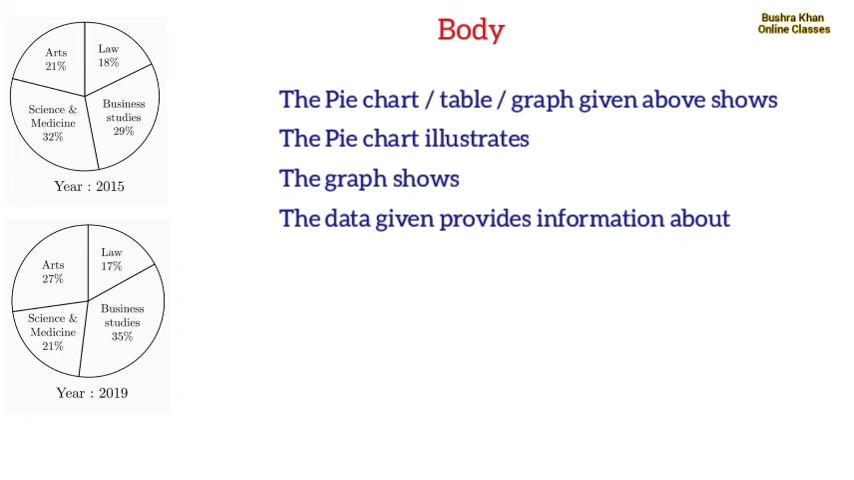 Arts
21%
Law
18%
Science &
Medicine
32%
Business
studies
29%
Year : 2015
Arts
27%
Law
17%
Science &
Medicine
21%
Business
studies
35%
Year : 2019
Body
The Pie chart / table / graph given above shows
The Pie chart illustrates
The graph shows
The data given provides information about
Bushra Khan
Online Classes